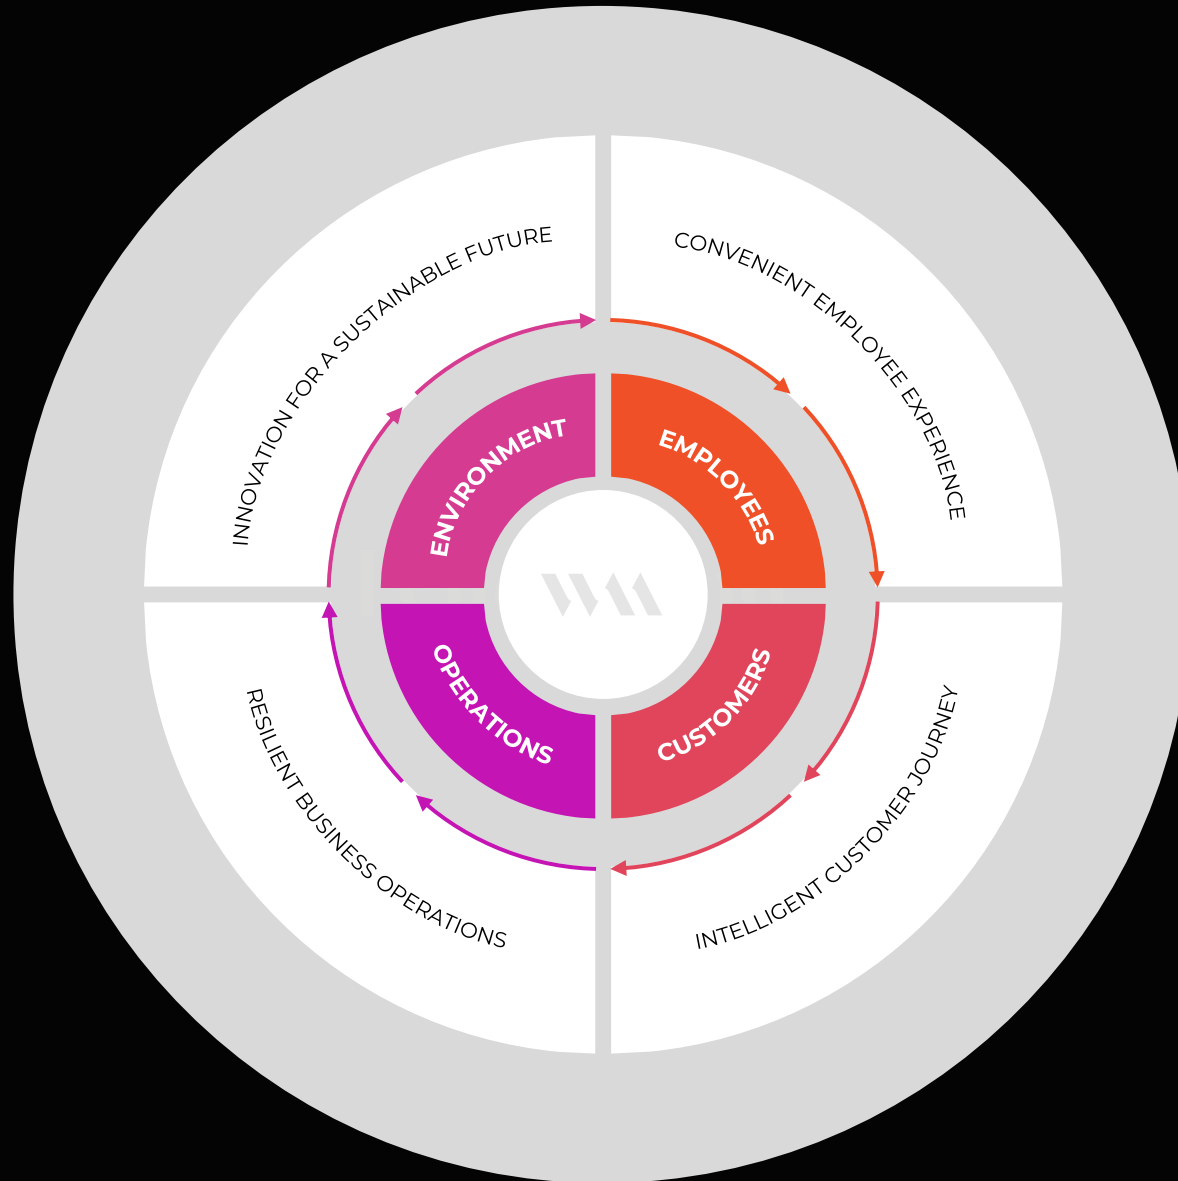 INNOVATION FOR A SUSTAINABLE FUTURE
CONVENIENT EMPLOYEE EXPERIENCE
ENVIRONMENT
EMPLOYEES
OPERATIONS
CUSTOMERS
RESILIENT BUSINESS OPERATIONS
INTELLIGENT CUSTOMER JOURNEY